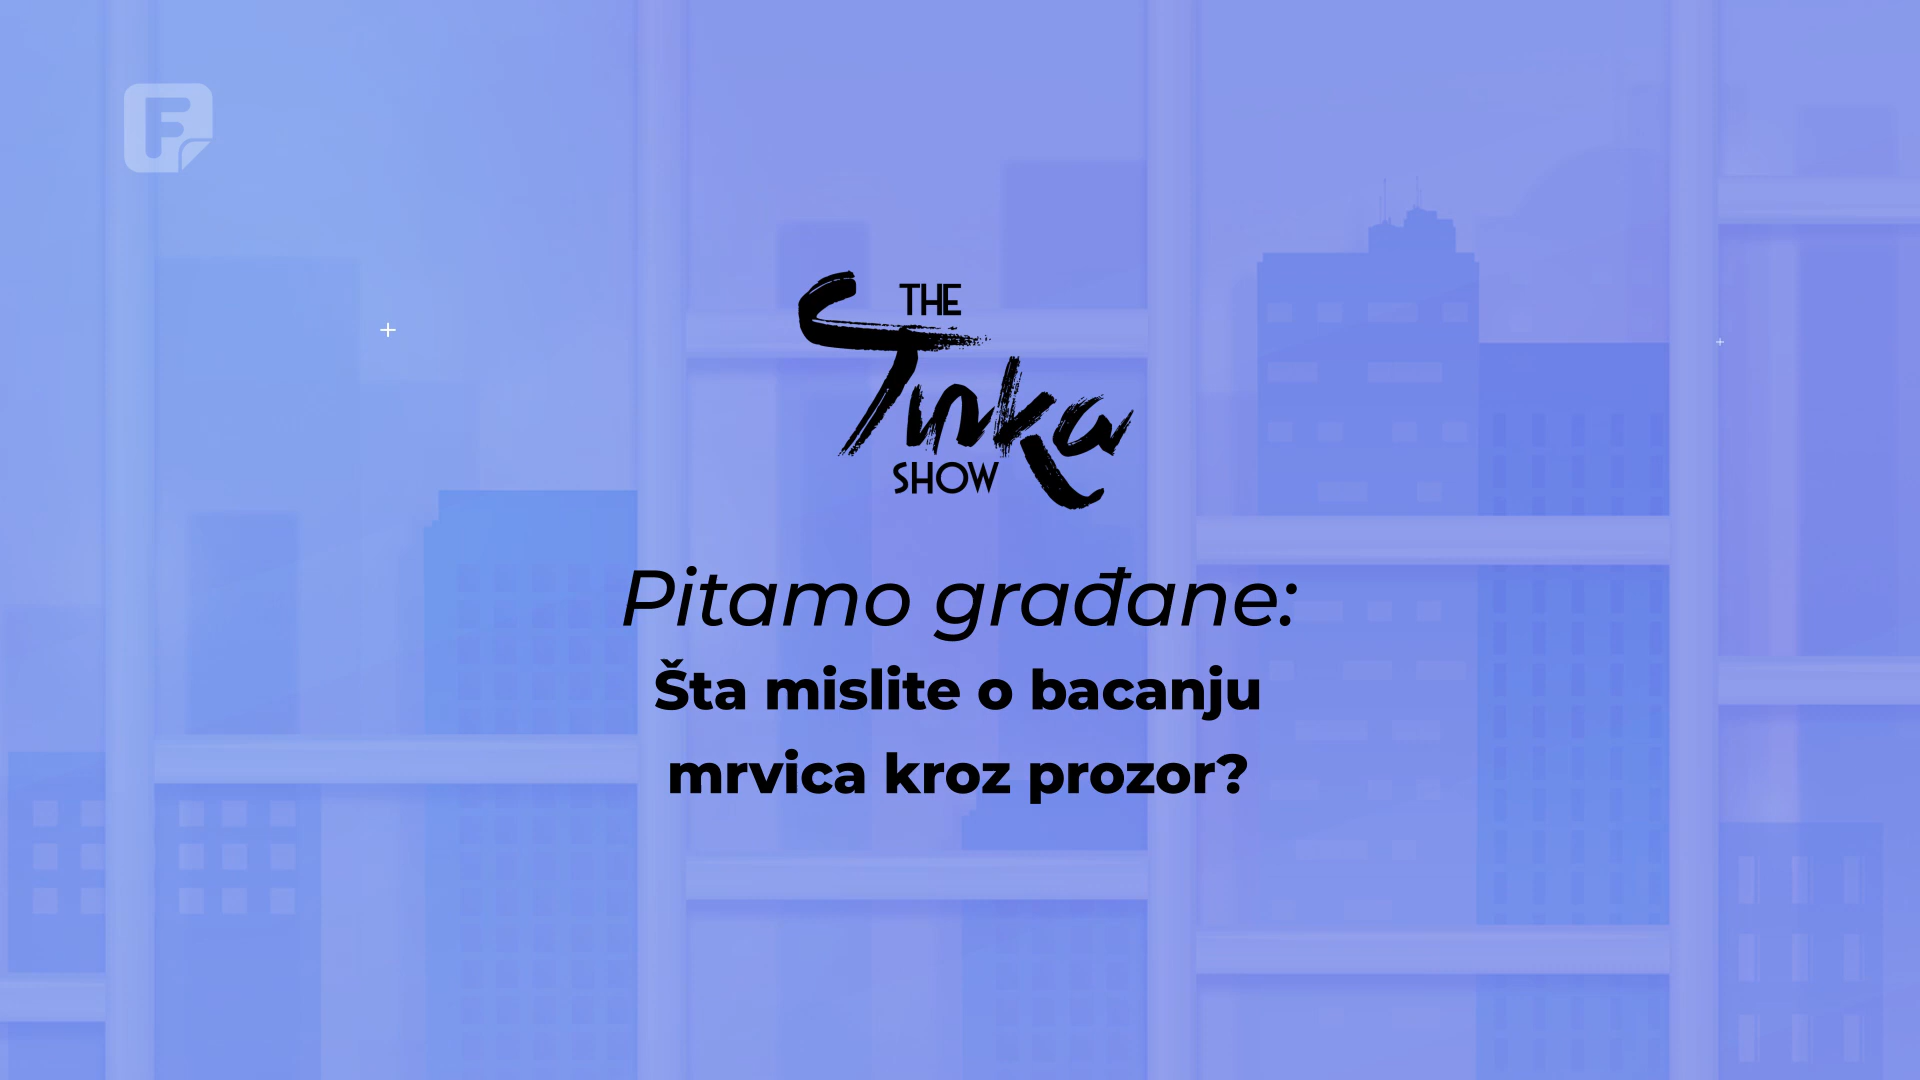 F
THE
Tinka
SHOW
Pitamo građane:
Šta mislite o bacanju
mrvica kroz prozor?